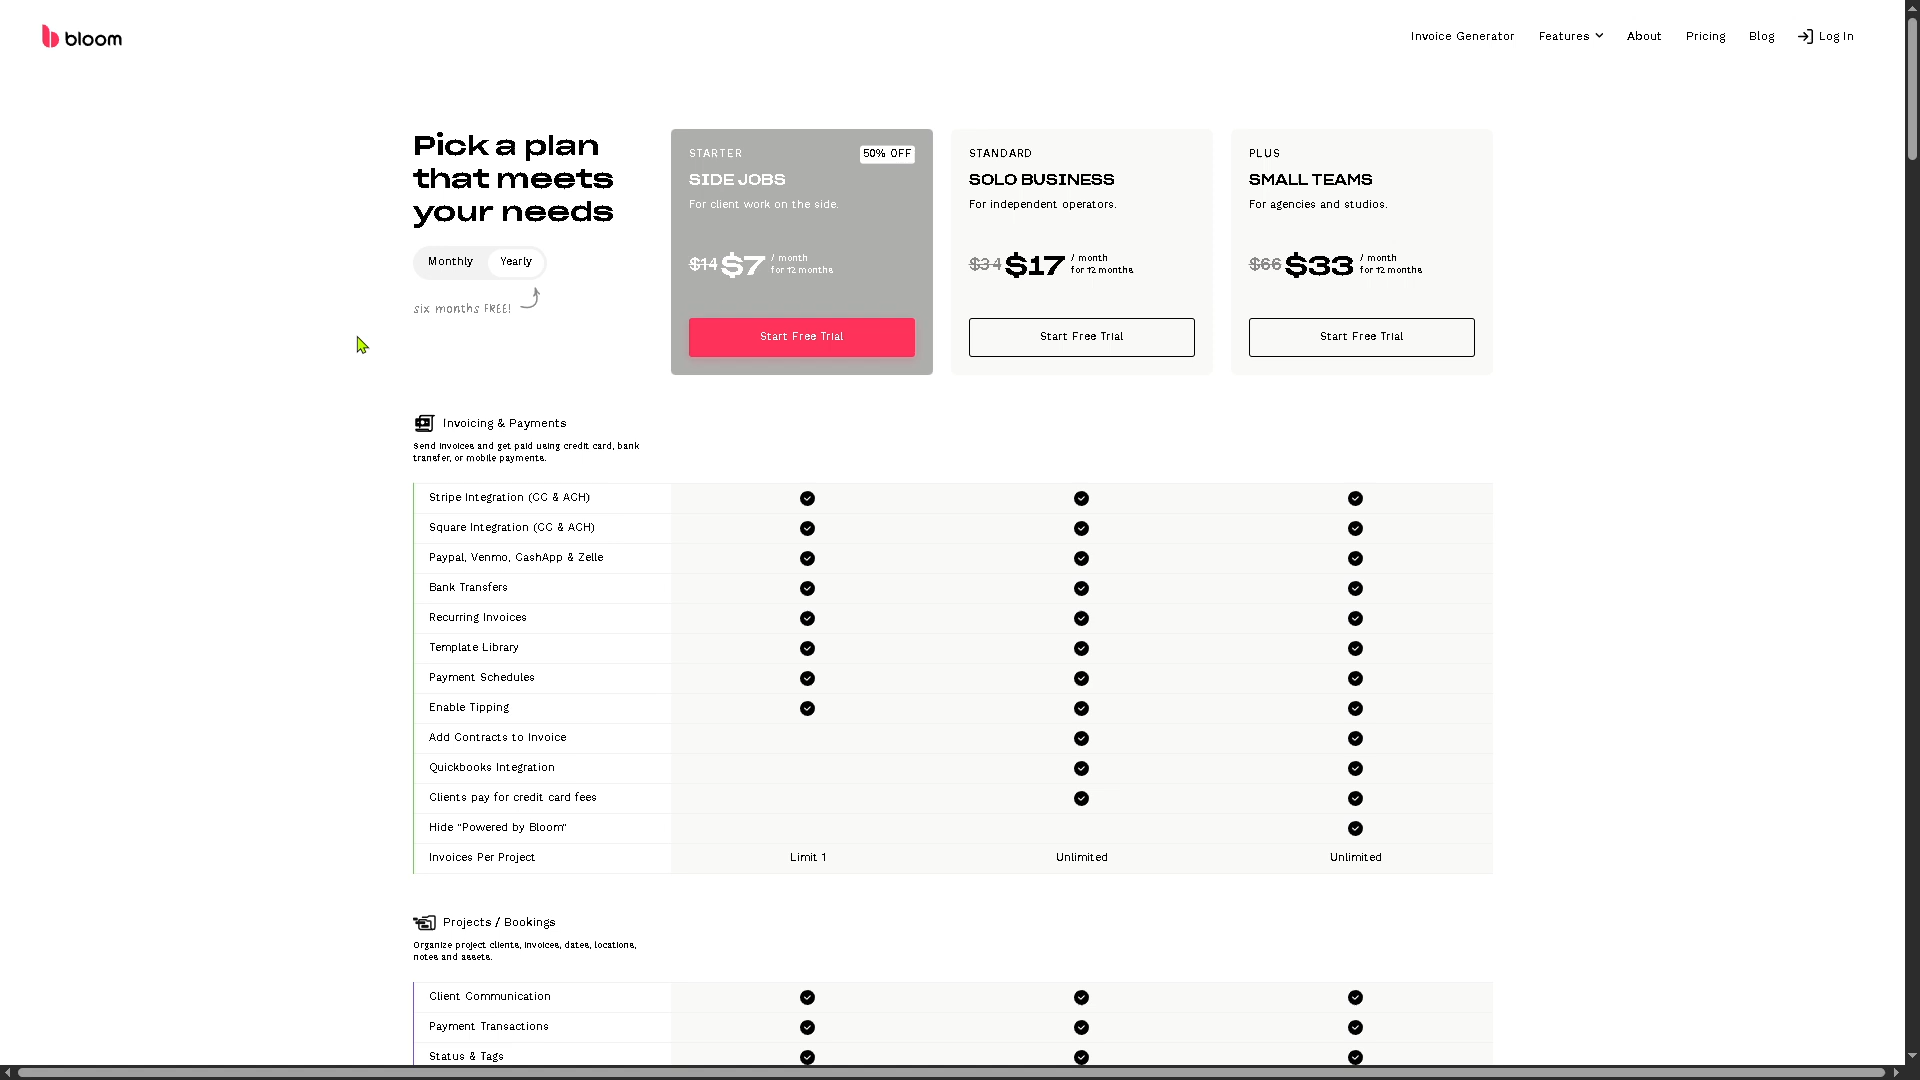 bloom
Invoice Generator
Features
About
Pricing
Blog
Log In
Pick a plan
that meets
your needs
Monthly
Yearly
six months FREE!
STARTER
50% OFF
SIDE JOBS
For client work on the side.
$14 $7 / month
for 12 months
Start Free Trial
STANDARD
SOLO BUSINESS
For independent operators.
$34 $17 / month
for 12 months
Start Free Trial
PLUS
SMALL TEAMS
For agencies and studios.
$66 $33 / month
for 12 months
Start Free Trial
Invoicing & Payments
Send invoices and get paid using credit card, bank
transfer, or mobile payments.
Stripe Integration (CC & ACH)
Square Integration (CC & ACH)
Paypal, Venmo, CashApp & Zelle
Bank Transfers
Recurring Invoices
Template Library
Payment Schedules
Enable Tipping
Add Contracts to Invoice
Quickbooks Integration
Clients pay for credit card fees
Hide "Powered by Bloom"
Invoices Per Project Limit 1 Unlimited Unlimited
Projects / Bookings
Organize project clients, invoices, dates, locations,
notes and assets.
Client Communication
Payment Transactions
Status & Tags